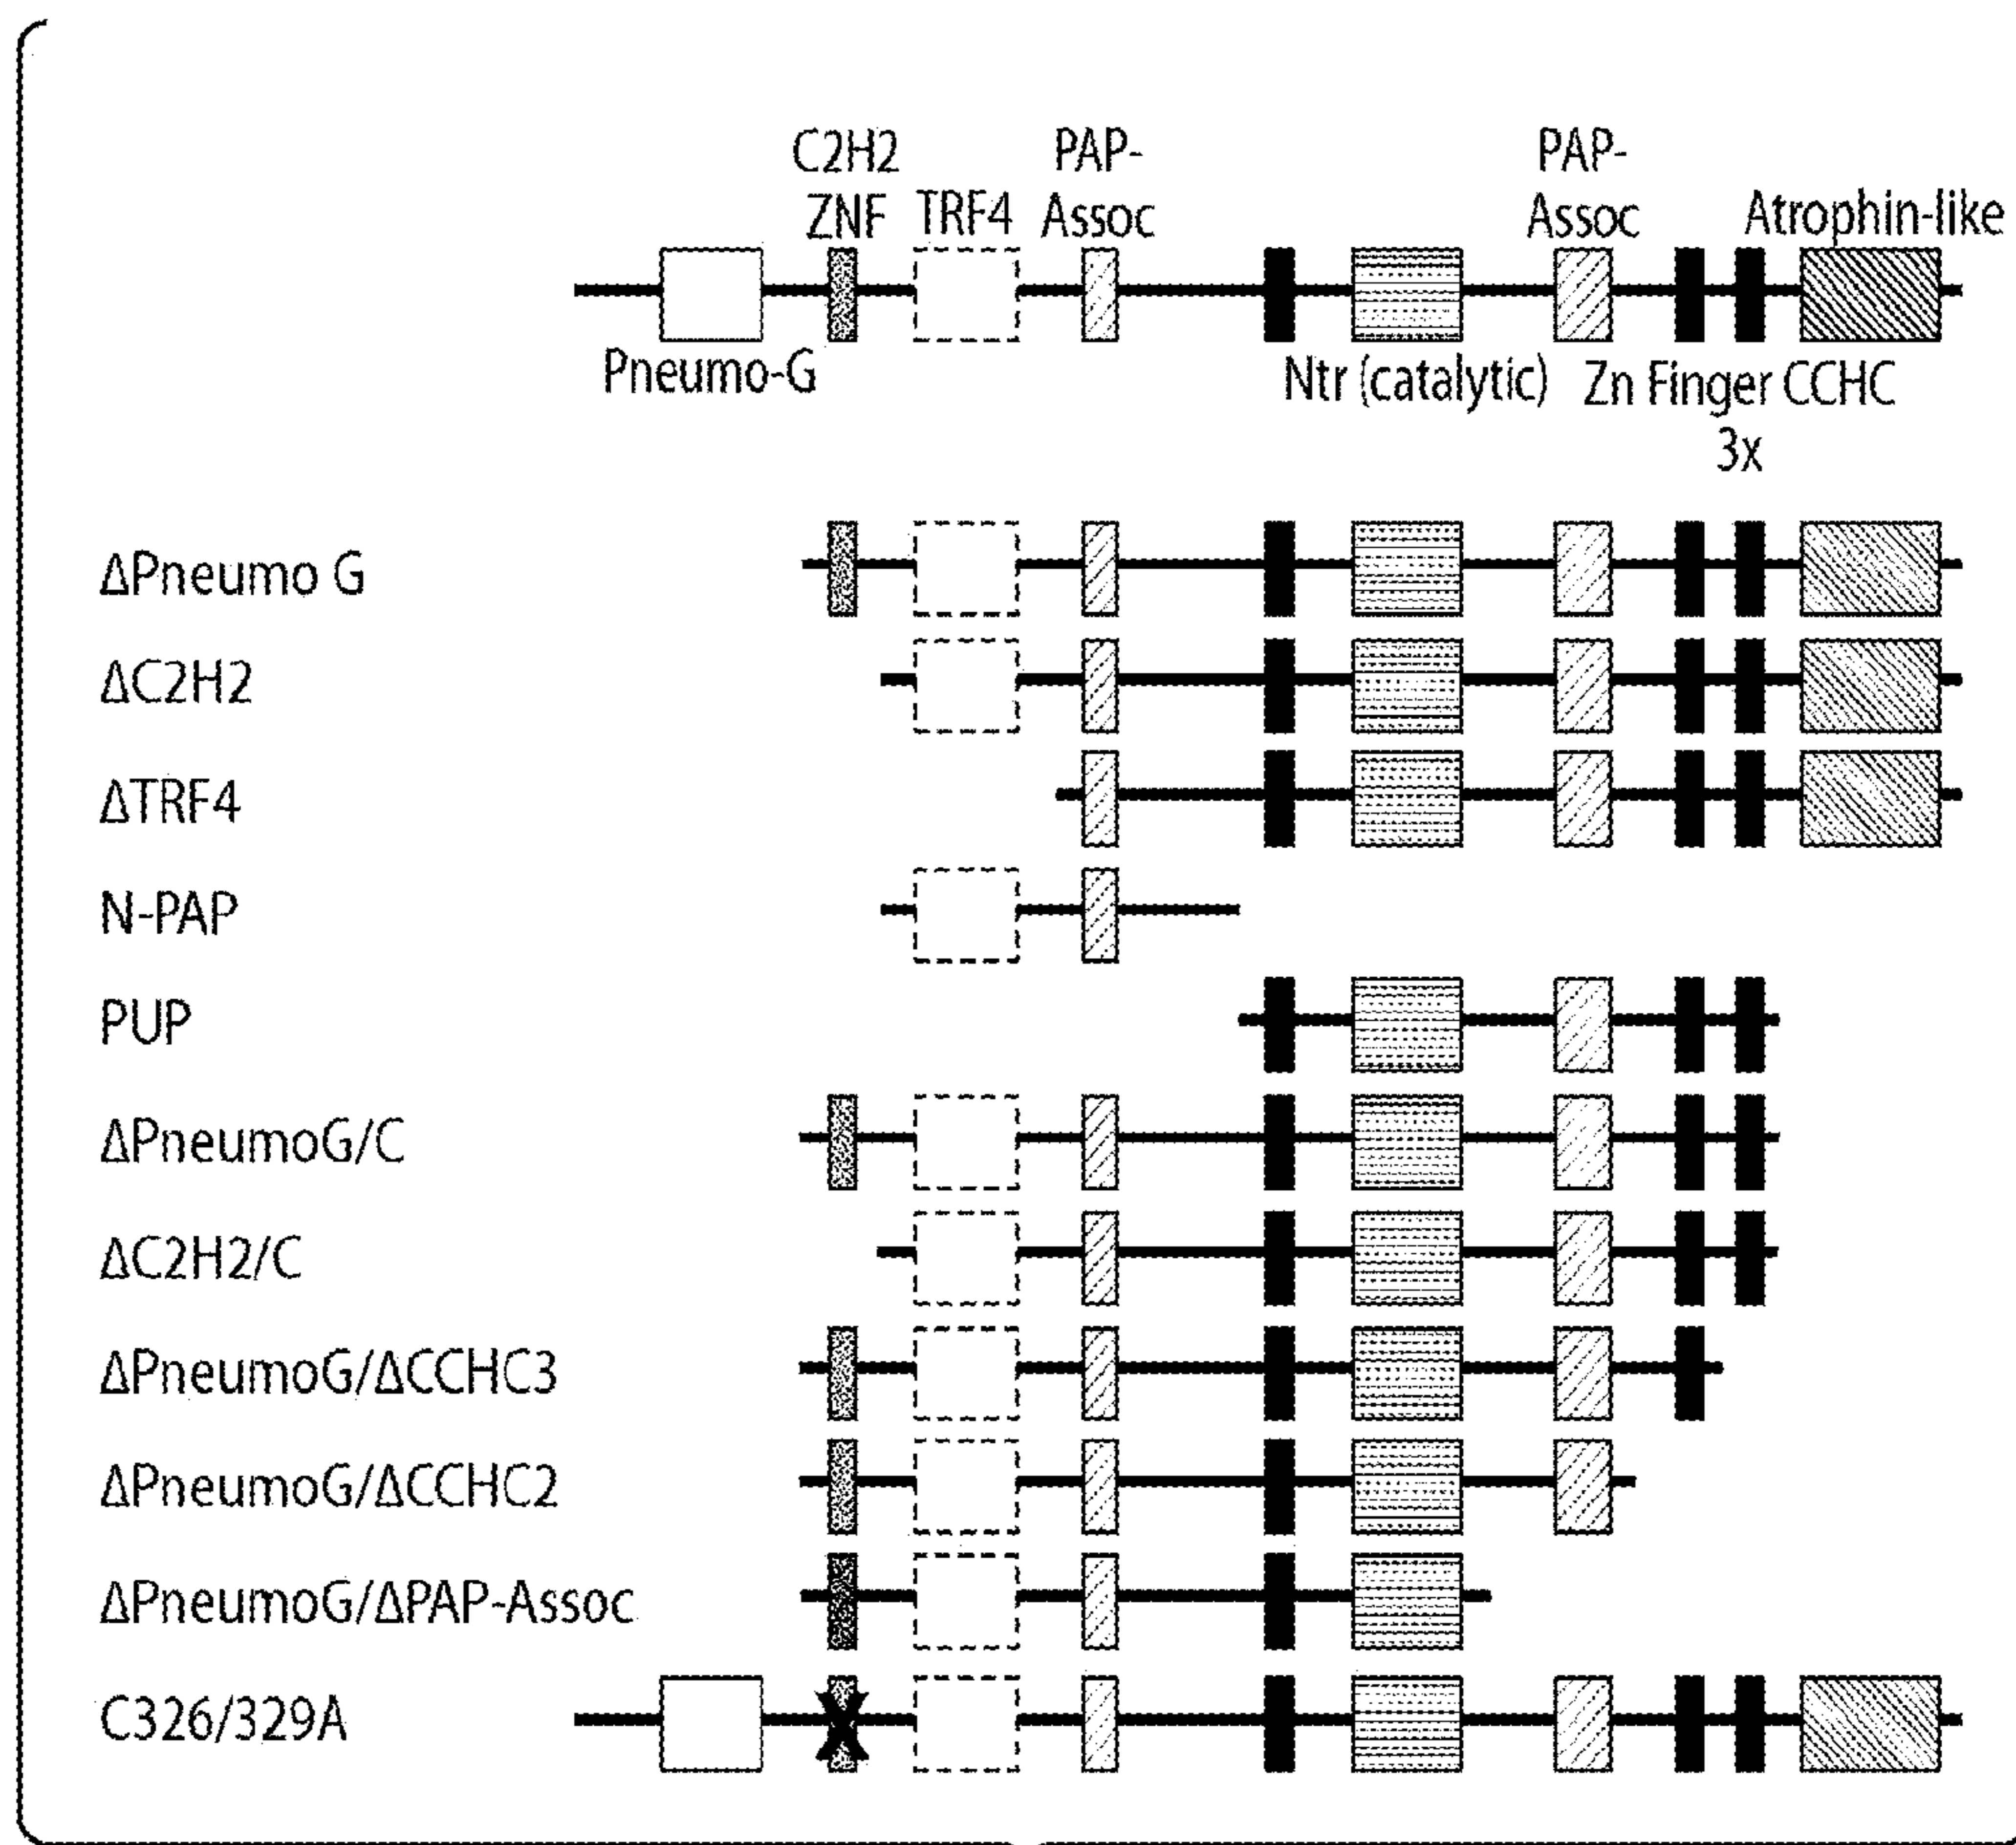 C2H2 PAP- PAP-
ZNF TRF4 Assoc Assoc Atrophin-like
Pneumo-G Ntr (catalytic) Zn Finger CCHC
3x
ΔPneumo G
ΔC2H2
ΔTRF4
N-PAP
PUP
ΔPneumoG/C
ΔC2H2/C
ΔPneumoG/ΔCCHC3
ΔPneumoG/ΔCCHC2
ΔPneumoG/ΔPAP-Assoc
C326/329A